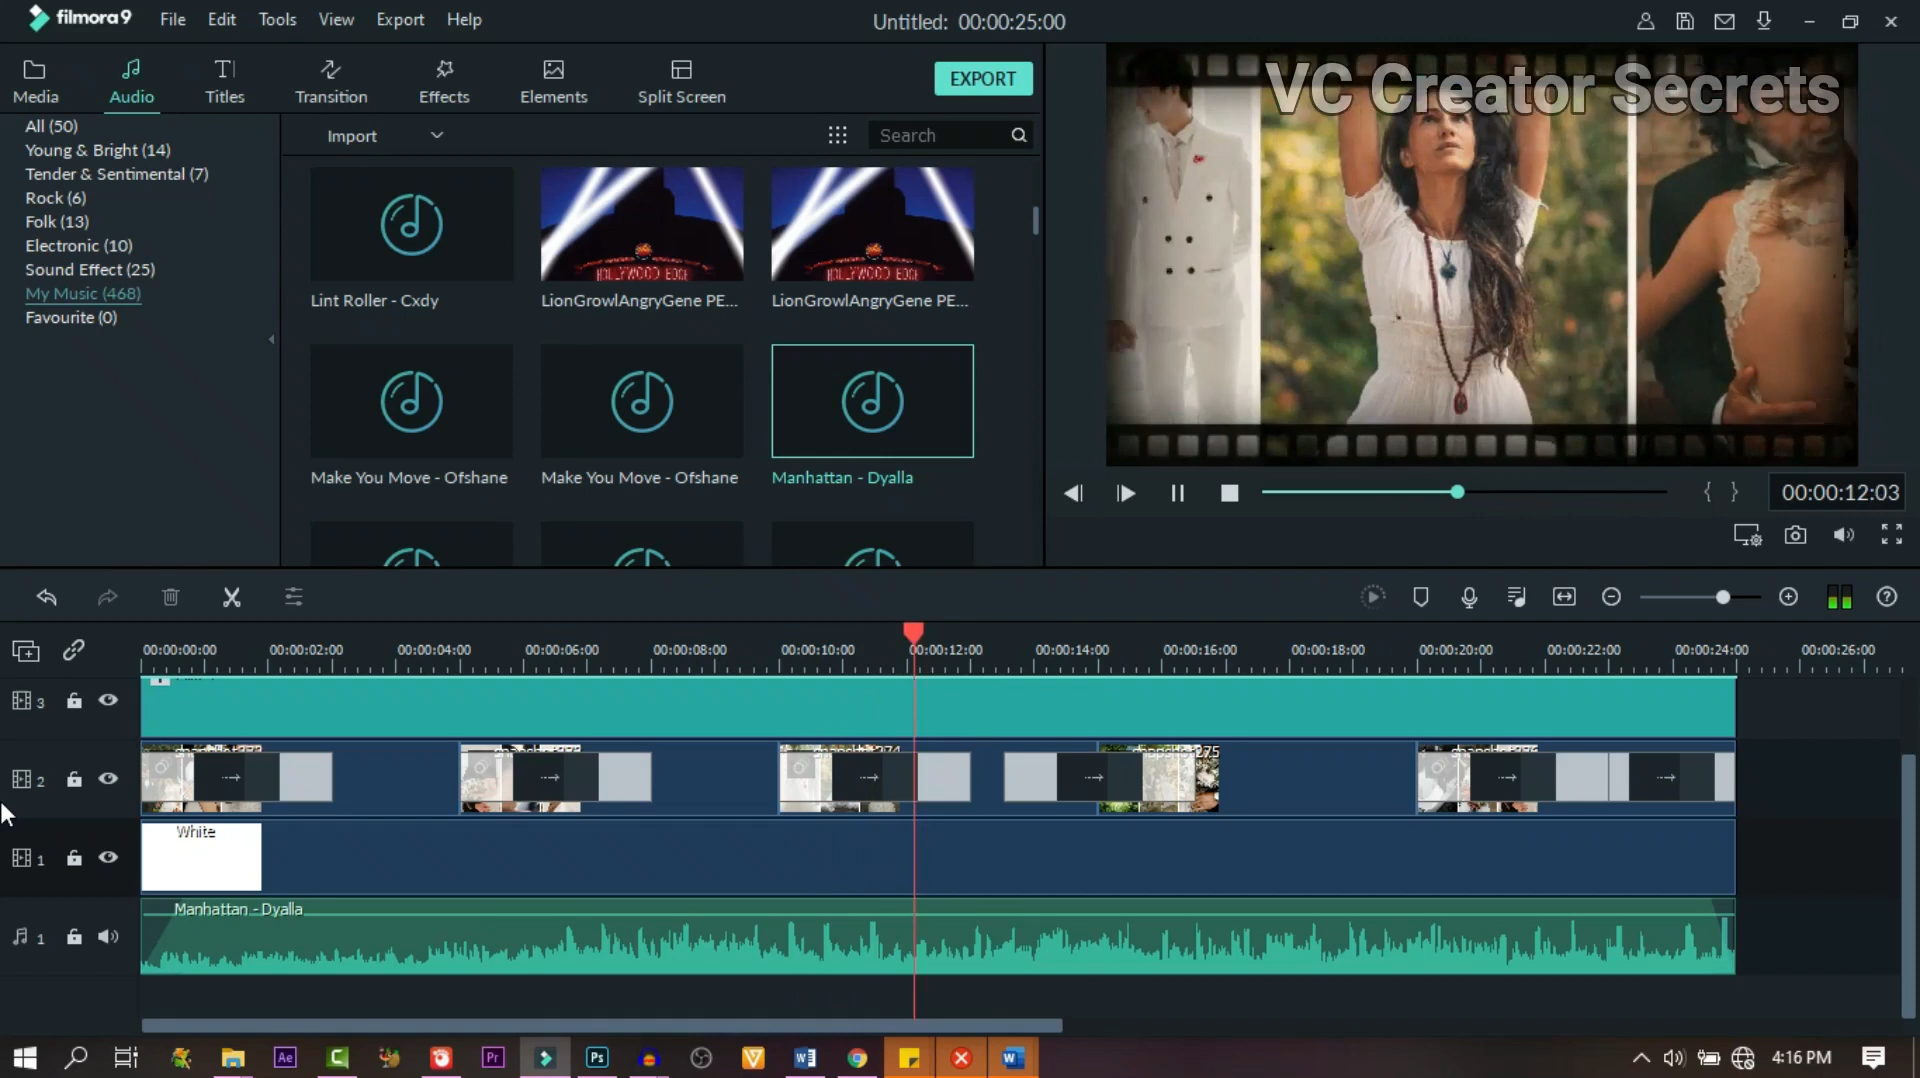 filmora9
File
Edit
Tools
View
Export
Help
Untitled: 00:00:25:00
Media
Audio
Titles
Transition
Effects
Elements
Split Screen
EXPORT
All (50)
Young & Bright (14)
Tender & Sentimental (7)
Rock (6)
Folk (13)
Electronic (10)
Sound Effect (25)
My Music (468)
Favourite (0)
Import
Search
HOLLYWOOD EDGE
HOLLYWOOD EDGE
Lint Roller - Cxdy
LionGrowlAngryGene PE...
LionGrowlAngryGene PE...
Make You Move - Ofshane
Make You Move - Ofshane
Manhattan - Dyalla
VC Creator Secrets
{ }
00:00:12:03
00:00:00:00
00:00:02:00
00:00:04:00
00:00:06:00
00:00:08:00
00:00:10:00
00:00:12:00
00:00:14:00
00:00:16:00
00:00:18:00
00:00:20:00
00:00:22:00
00:00:24:00
00:00:26:00
3
2
1
White
1
Manhattan - Dyalla
Ae
Pr
Ps
4:16 PM